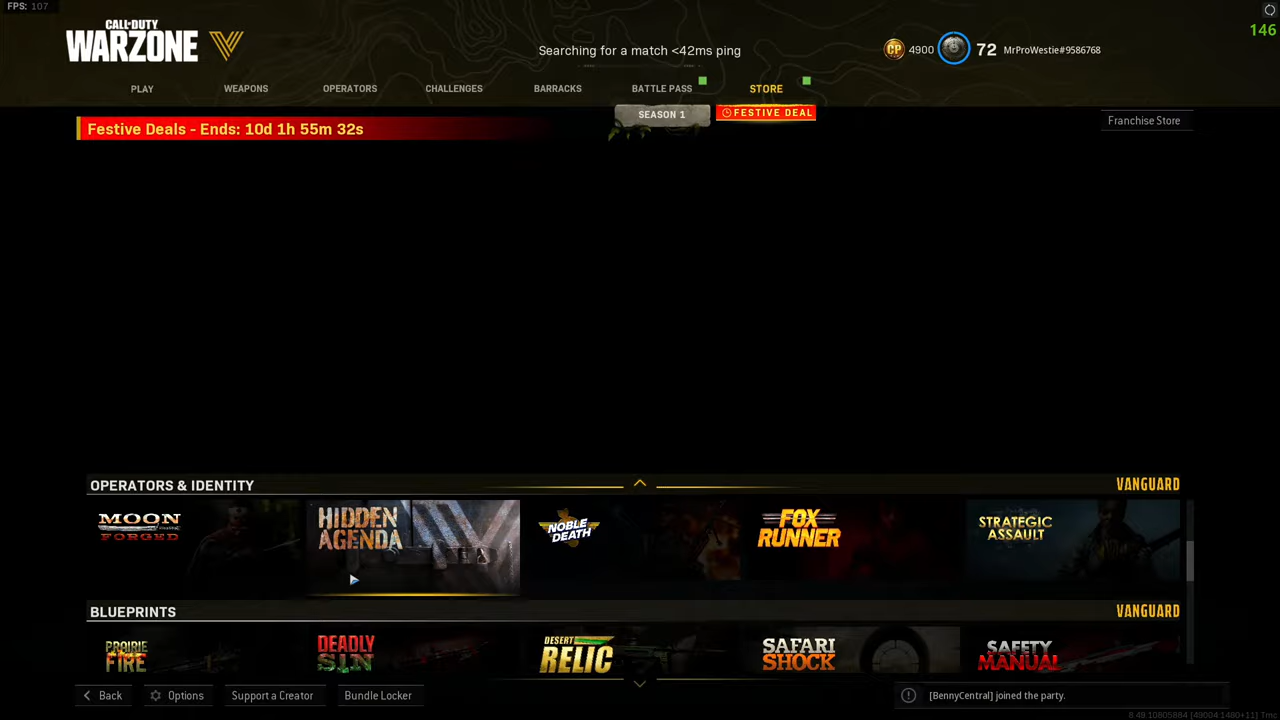 FPS: 107
146
CALL·DUTY
WARZONE
Searching for a match <42ms ping
CP 4900 72 MrProWestie#9586768
PLAY WEAPONS OPERATORS CHALLENGES BARRACKS BATTLE PASS STORE
SEASON 1 FESTIVE DEAL
Festive Deals - Ends: 10d 1h 55m 32s
Franchise Store
OPERATORS & IDENTITY VANGUARD
MOON FORGED
HIDDEN AGENDA
NOBLE DEATH
FOX RUNNER
STRATEGIC ASSAULT
BLUEPRINTS VANGUARD
PRAIRIE FIRE
DEADLY SIN
DESERT RELIC
SAFARI SHOCK
SAFETY MANUAL
Back Options Support a Creator Bundle Locker
[BennyCentral] joined the party.